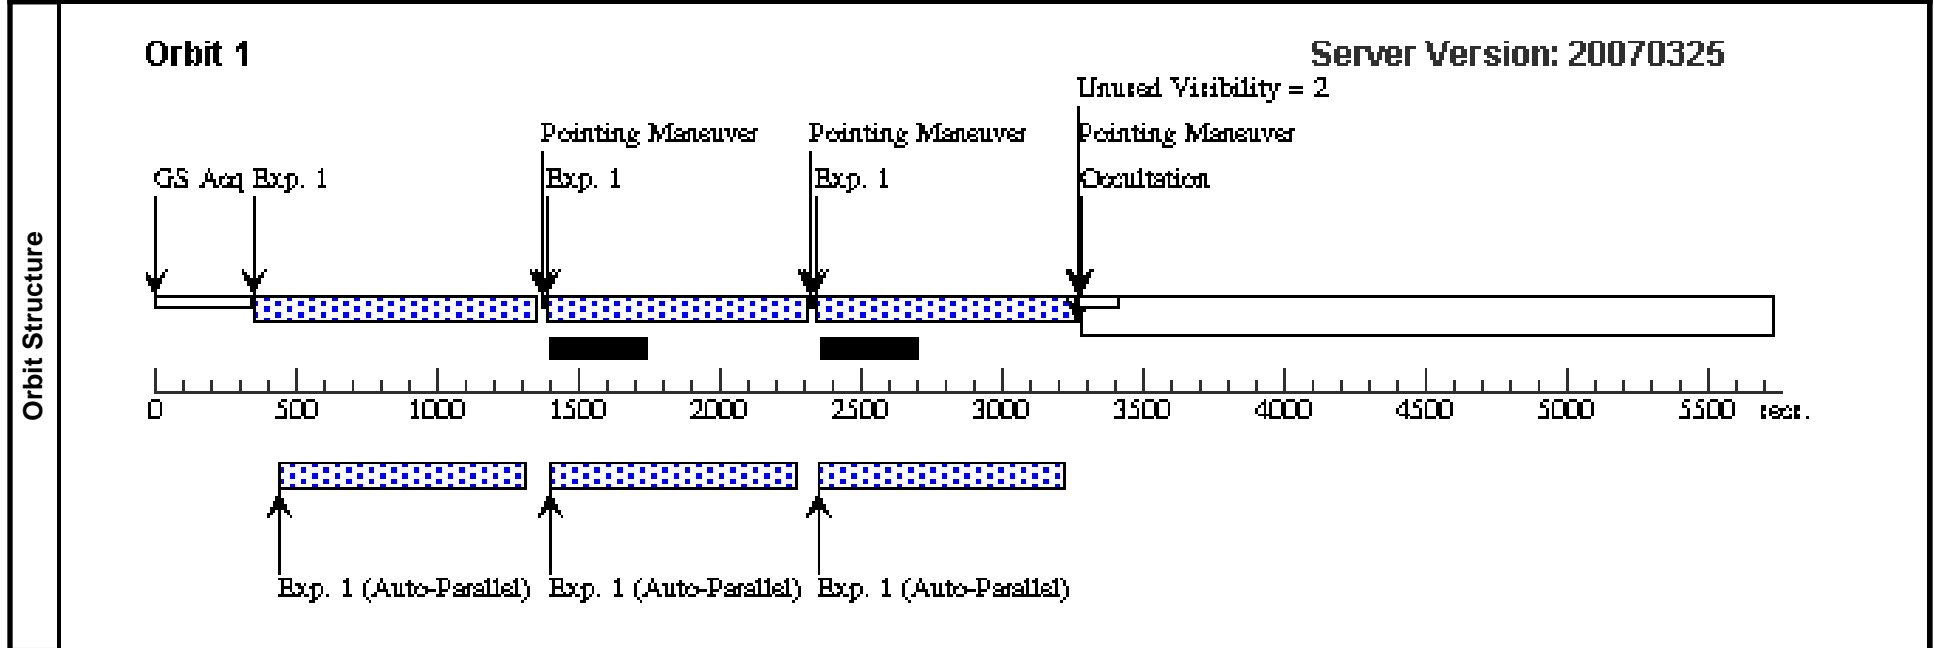 Orbit Structure
Orbit 1
Server Version: 20070325
Unused Visibility = 2
Pointing Maneuver Pointing Maneuver Pointing Maneuver
GS Acq Exp. 1 Exp. 1 Exp. 1 Occultation
0 500 1000 1500 2000 2500 3000 3500 4000 4500 5000 5500 secs.
Exp. 1 (Auto-Parallel) Exp. 1 (Auto-Parallel) Exp. 1 (Auto-Parallel)